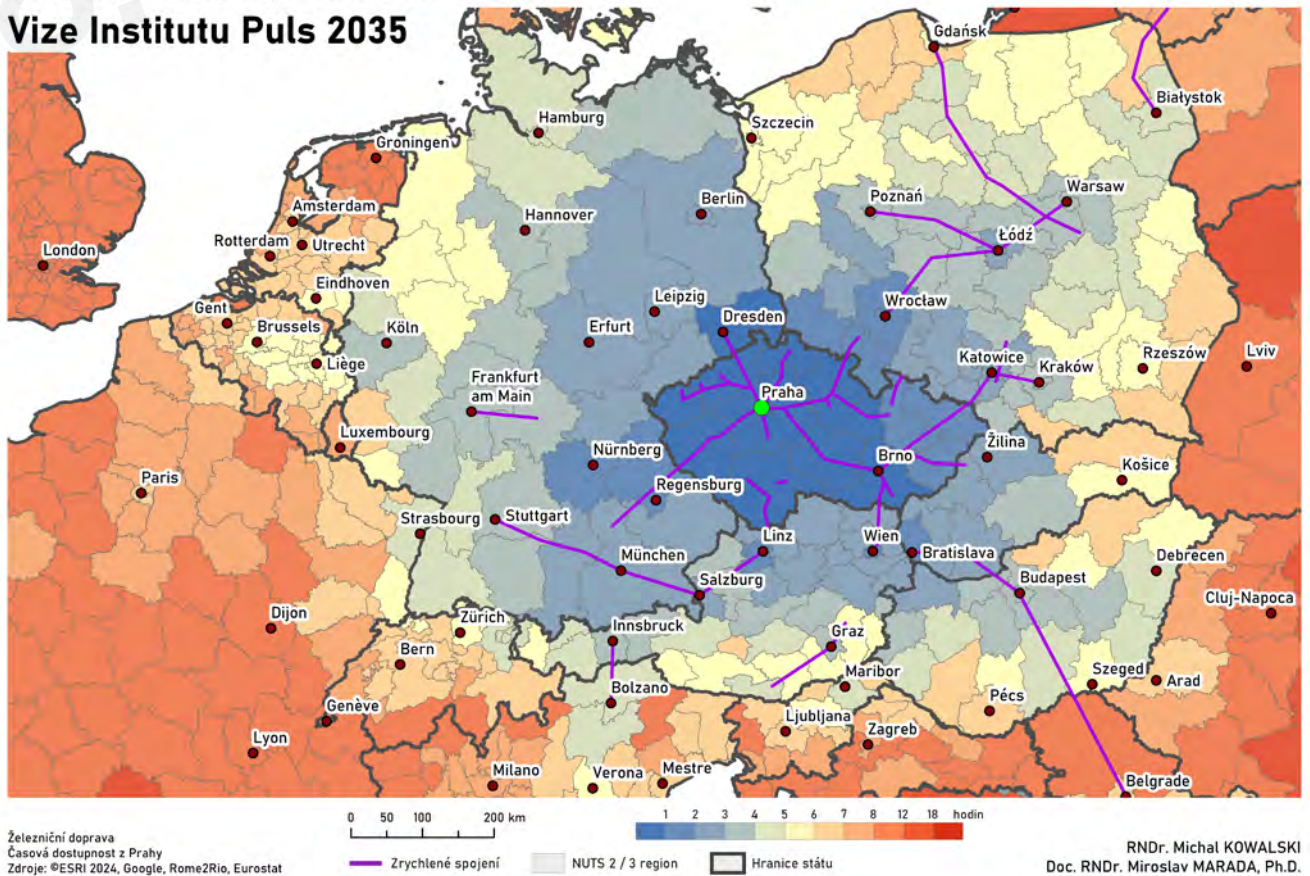 Vize Institutu Puls 2035
Gdańsk
Białystok
Hamburg
Szczecin
Groningen
Berlin
Poznań
Warsaw
Amsterdam
Hannover
London
Rotterdam
Utrecht
Łódź
Eindhoven
Leipzig
Wrocław
Gent
Brussels
Köln
Erfurt
Dresden
Liège
Katowice
Kraków
Rzeszów
Lviv
Frankfurt
am Main
Praha
Luxembourg
Nürnberg
Brno
Žilina
Košice
Paris
Regensburg
Strasbourg
Stuttgart
Linz
Wien
Bratislava
München
Salzburg
Budapest
Debrecen
Dijon
Zürich
Innsbruck
Graz
Cluj-Napoca
Bern
Maribor
Szeged
Arad
Bolzano
Pécs
Genève
Ljubljana
Zagreb
Lyon
Milano
Verona
Mestre
Belgrade
0 50 100 200 km
1 2 3 4 5 6 7 8 12 18 hodin
Železniční doprava
Časová dostupnost z Prahy
Zdroje: ©ESRI 2024, Google, Rome2Rio, Eurostat
Zrychlené spojení
NUTS 2 / 3 region
Hranice státu
RNDr. Michal KOWALSKI
Doc. RNDr. Miroslav MARADA, Ph.D.